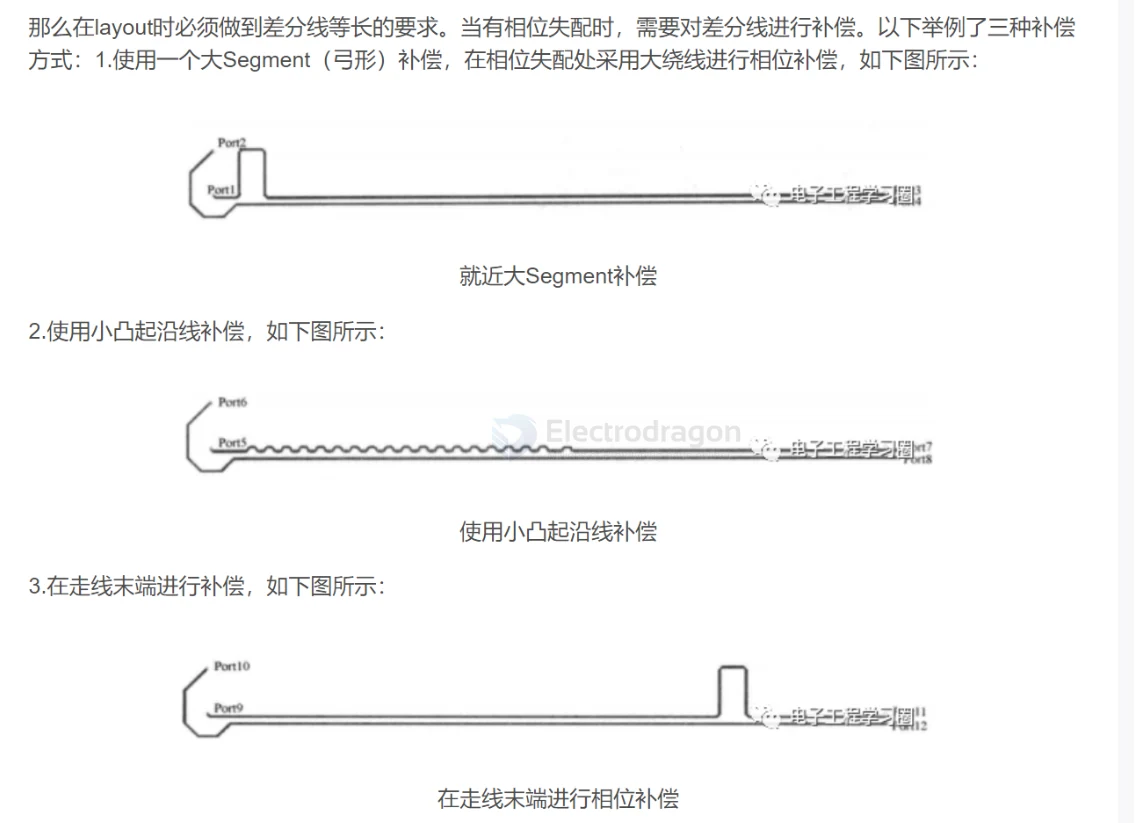 那么在layout时必须做到差分线等长的要求。当有相位失配时，需要对差分线进行补偿。以下举例了三种补偿
方式：1.使用一个大Segment（弓形）补偿，在相位失配处采用大绕线进行相位补偿，如下图所示：
Port2
Port1
电子工程学习圈
就近大Segment补偿
2.使用小凸起沿线补偿，如下图所示：
Port6
Electrodragon
Port5
电子工程学习圈
Port8
使用小凸起沿线补偿
3.在走线末端进行补偿，如下图所示：
Port10
Port9
电子工程学习圈
Port12
在走线末端进行相位补偿